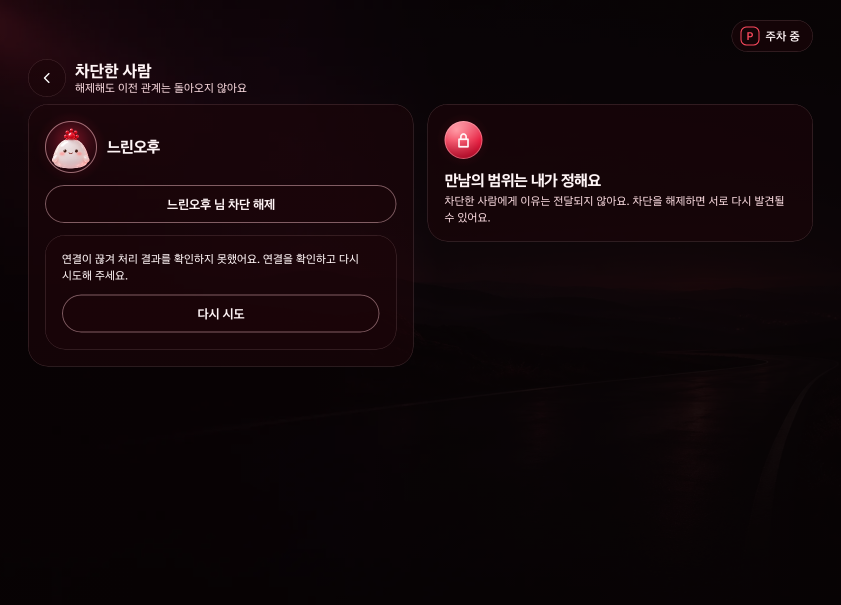 P 주차 중
차단한 사람
해제해도 이전 관계는 돌아오지 않아요
느린오후
느린오후 님 차단 해제
연결이 끊겨 처리 결과를 확인하지 못했어요. 연결을 확인하고 다시
시도해 주세요.
다시 시도
만남의 범위는 내가 정해요
차단한 사람에게 이유는 전달되지 않아요. 차단을 해제하면 서로 다시 발견될
수 있어요.